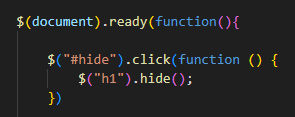 $(document).ready(function(){
$("#hide").click(function () {
$("h1").hide();
})